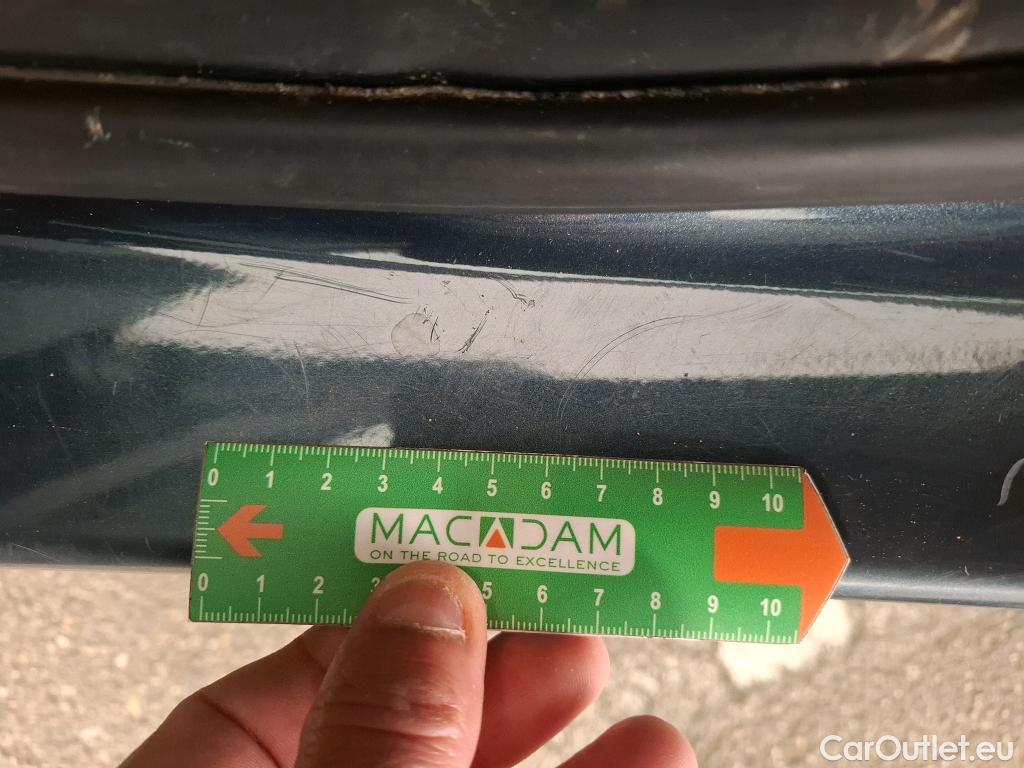 0 1 2 3 4 5 6 7 8 9 10
MACADAM
ON THE ROAD TO EXCELLENCE
0 1 2 3 5 6 7 8 9 10
CarOutlet.eu